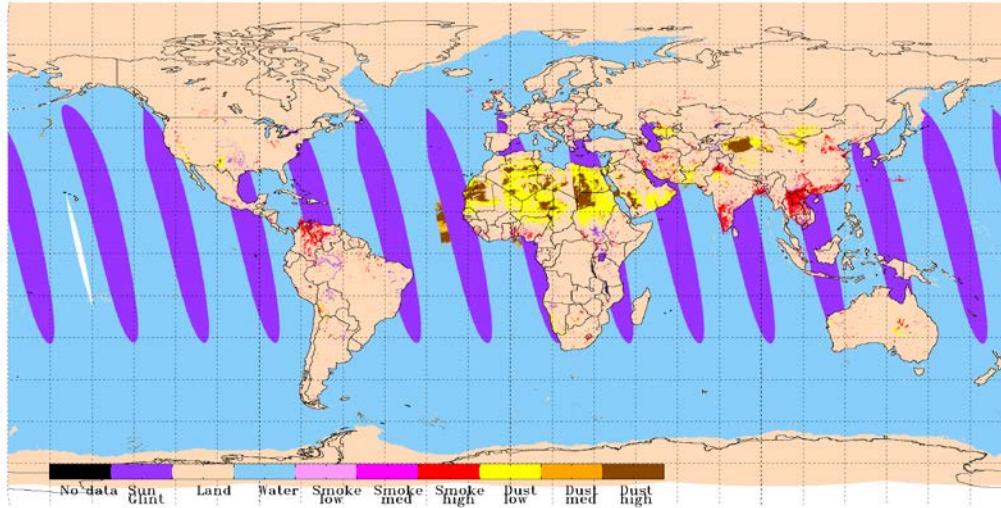 No data Sun Land Water Smoke Smoke Smoke Dust Dust Dust
Glint low med high low med high